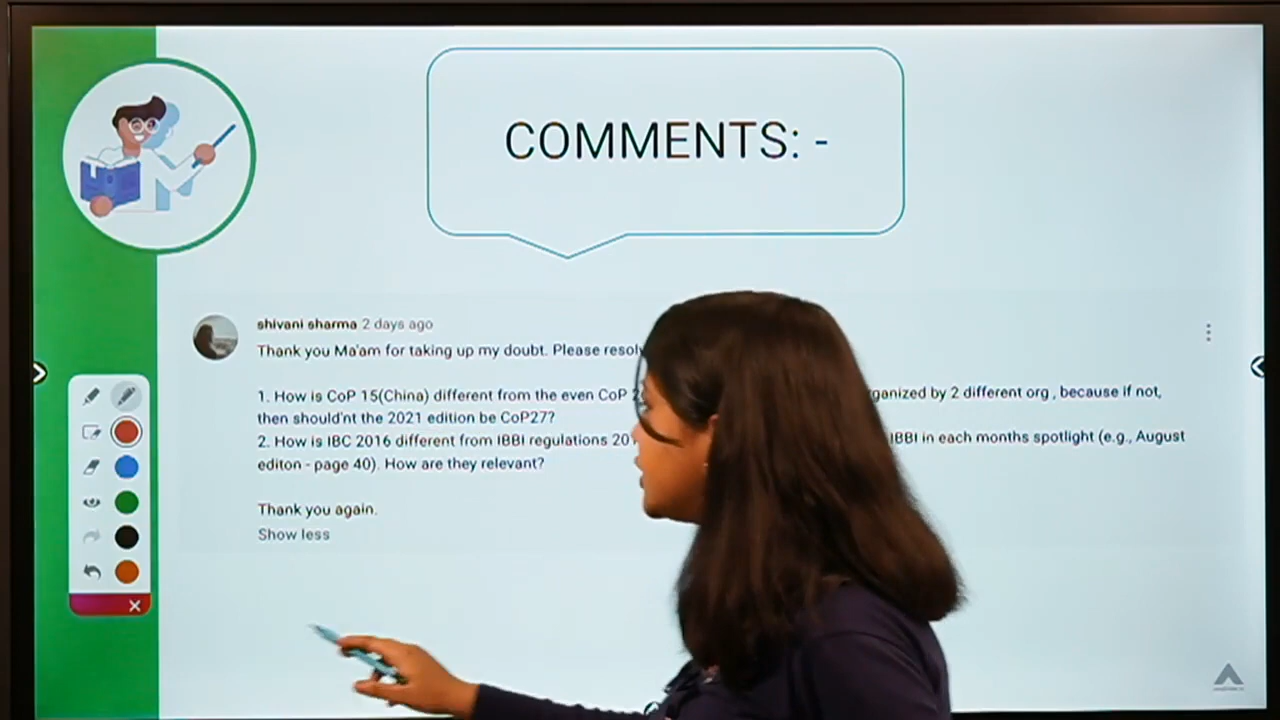 COMMENTS: -
shivani sharma 2 days ago
Thank you Ma'am for taking up my doubt. Please
1. How is CoP 15(China) different from the even CoP by 2 different org , because if not,
then should'nt the 2021 edition be CoP27?
2. How is IBC 2016 different from IBBI regulations IBBI in each months spotlight (e.g., August
editon - page 40). How are they relevant?
Thank you again.
Show less